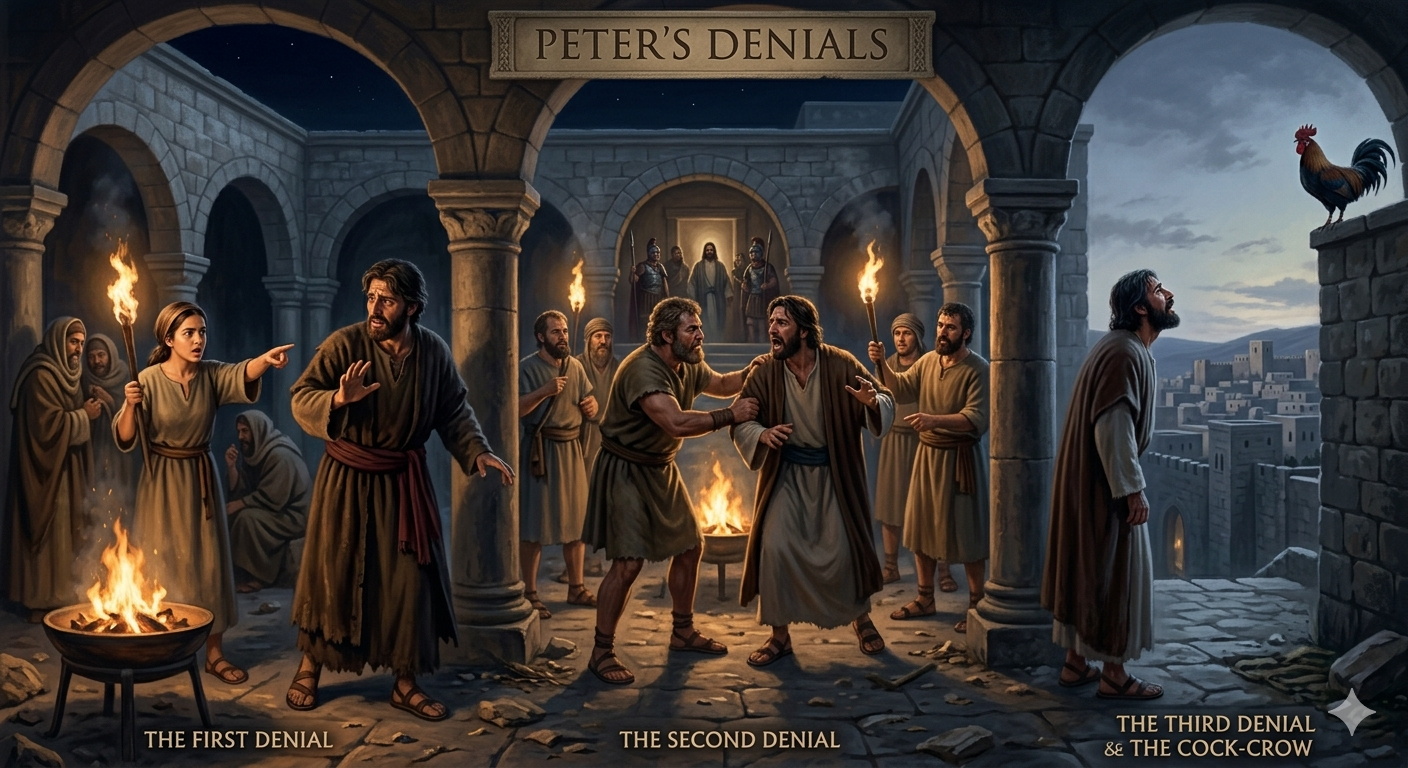 PETER'S DENIALS
THE FIRST DENIAL
THE SECOND DENIAL
THE THIRD DENIAL
& THE COCK-CROW